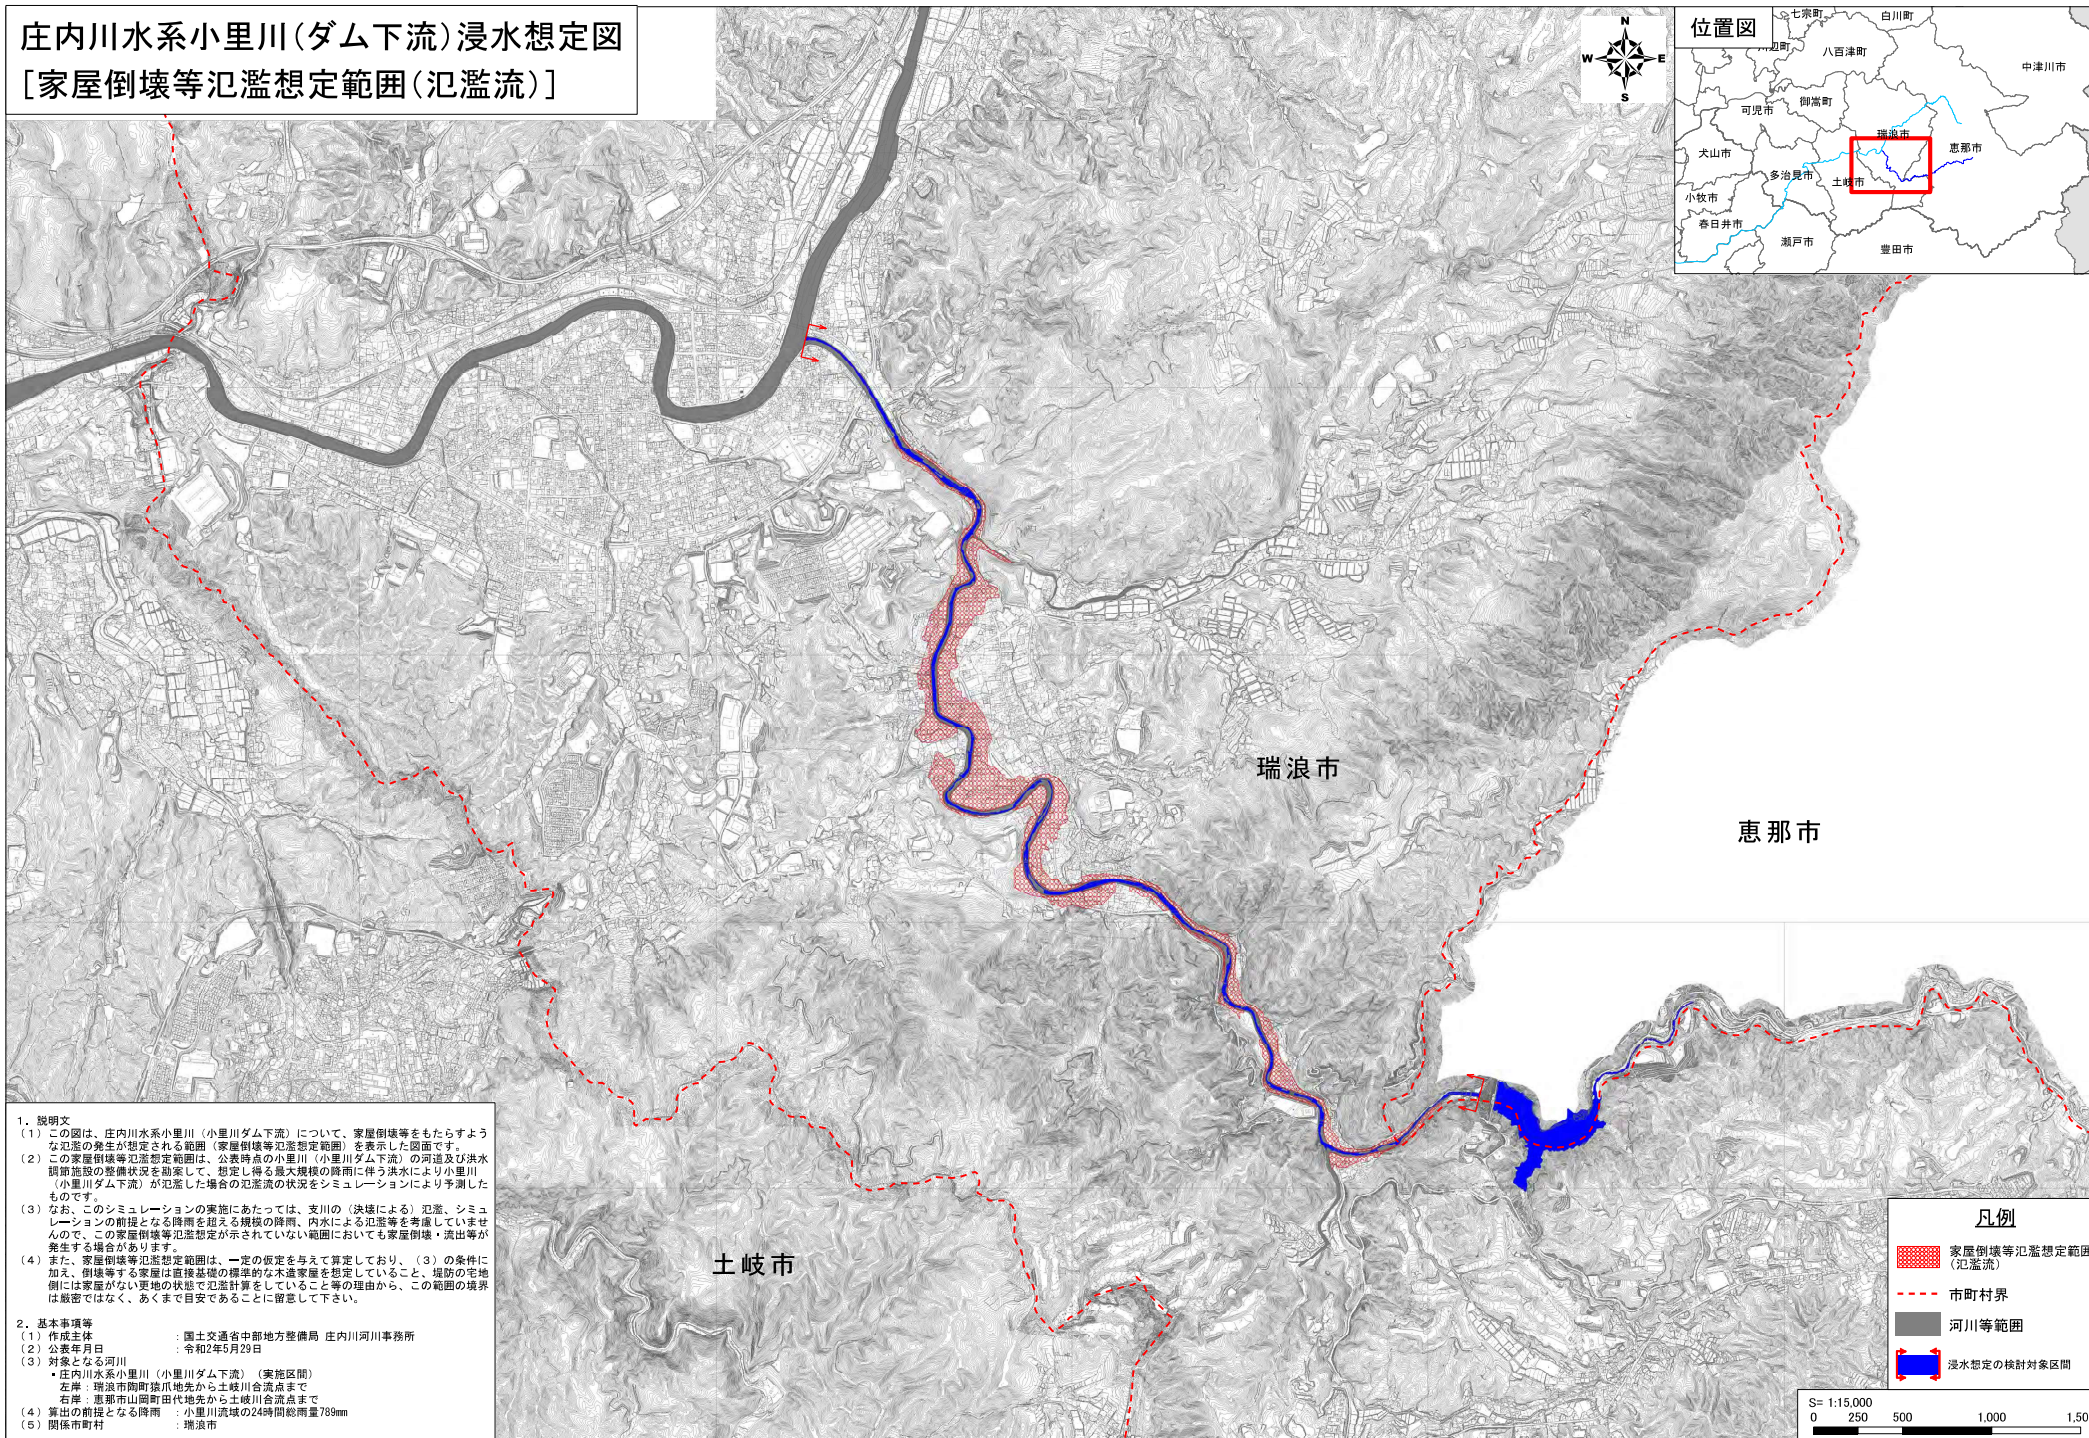 庄内川水系小里川(ダム下流)浸水想定図
[家屋倒壊等氾濫想定範囲(氾濫流)]
N
W
E
S
位置図
七宗町
白川町
八百津町
中津川市
御嵩町
可児市
瑞浪市
犬山市
恵那市
多治見市
土岐市
小牧市
春日井市
瀬戸市
豊田市
瑞浪市
恵那市
土岐市
1．説明文
（1）この図は、庄内川水系小里川（小里川ダム下流）について、家屋倒壊等をもたらすよう
な氾濫の発生が想定される範囲（家屋倒壊等氾濫想定範囲）を表示した図面です。
（2）この家屋倒壊等氾濫想定範囲は、公表時点の小里川（小里川ダム下流）の河道及び洪水
調節施設の整備状況を勘案して、想定し得る最大規模の降雨に伴う洪水により小里川
（小里川ダム下流）が氾濫した場合の氾濫流の状況をシミュレーションにより予測した
ものです。
（3）なお、このシミュレーションの実施にあたっては、支川の（決壊による）氾濫、シミュ
レーションの前提となる降雨を超える規模の降雨、内水による氾濫等を考慮していませ
んので、この家屋倒壊等氾濫想定が示されていない範囲においても家屋倒壊・流出等が
発生する場合があります。
（4）また、家屋倒壊等氾濫想定範囲は、一定の仮定を与えて算定しており、（3）の条件に
加え、倒壊等する家屋は直接基礎の標準的な木造家屋を想定していること、堤防の宅地
側には家屋がない更地の状態で氾濫計算をしていること等の理由から、この範囲の境界
は厳密ではなく、あくまで目安であることに留意して下さい。
2．基本事項等
（1）作成主体 ：国土交通省中部地方整備局 庄内川河川事務所
（2）公表年月日 ：令和2年5月29日
（3）対象となる河川
・庄内川水系小里川（小里川ダム下流）（実施区間）
左岸：瑞浪市陶町猿爪地先から土岐川合流点まで
右岸：恵那市山岡町田代地先から土岐川合流点まで
（4）算出の前提となる降雨 ：小里川流域の24時間総雨量789mm
（5）関係市町村 ：瑞浪市
凡例
家屋倒壊等氾濫想定範囲
（氾濫流）
市町村界
河川等範囲
浸水想定の検討対象区間
S= 1:15,000
0 250 500 1,000 1,50